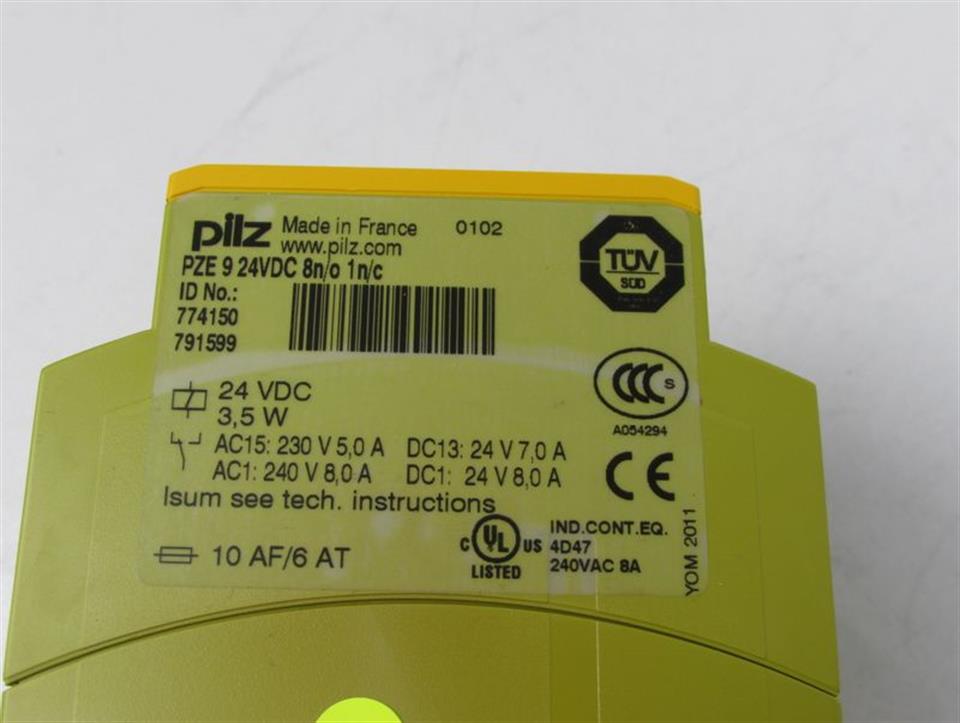 pilz Made in France 0102
www.pilz.com
PZE 9 24VDC 8n/o 1n/c
ID No.:
774150
791599
TÜV
SÜD
CCC S
A054294
24 VDC
3,5 W
AC15: 230 V 5,0 A DC13: 24 V 7,0 A
AC1: 240 V 8,0 A DC1: 24 V 8,0 A
Isum see tech. instructions
CE
10 AF/6 AT
C UL US
LISTED
IND.CONT.EQ.
4D47
240VAC 8A
YOM 2011